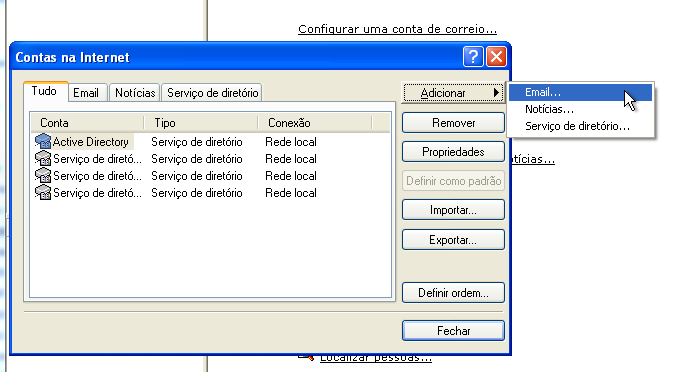 Configurar uma conta de correio...
Contas na Internet
Tudo
Email
Notícias
Serviço de diretório
Adicionar
Email...
Notícias...
Serviço de diretório...
Conta
Tipo
Conexão
Remover
Active Directory
Serviço de diretório
Rede local
Propriedades
Serviço de diretó...
Serviço de diretório
Rede local
tícias...
Serviço de diretó...
Serviço de diretório
Rede local
Definir como padrão
Serviço de diretó...
Serviço de diretório
Rede local
Importar...
Exportar...
Definir ordem...
Fechar
Localizar pessoas...